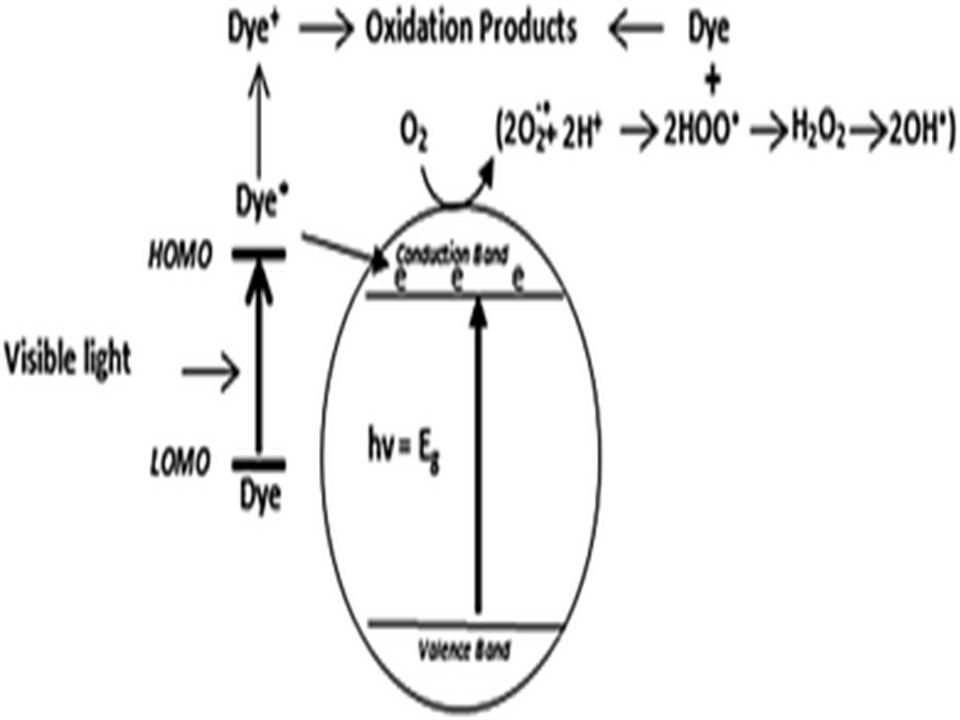 Dye⁺ → Oxidation Products ← Dye
+
O₂ (2O₂·•+ 2H⁺ → 2HOO• → H₂O₂ → 2OH•)
Dye•
HOMO Conduction Band
e e e
Visible light →
hν = Eg
LOMO
Dye
Valence Band